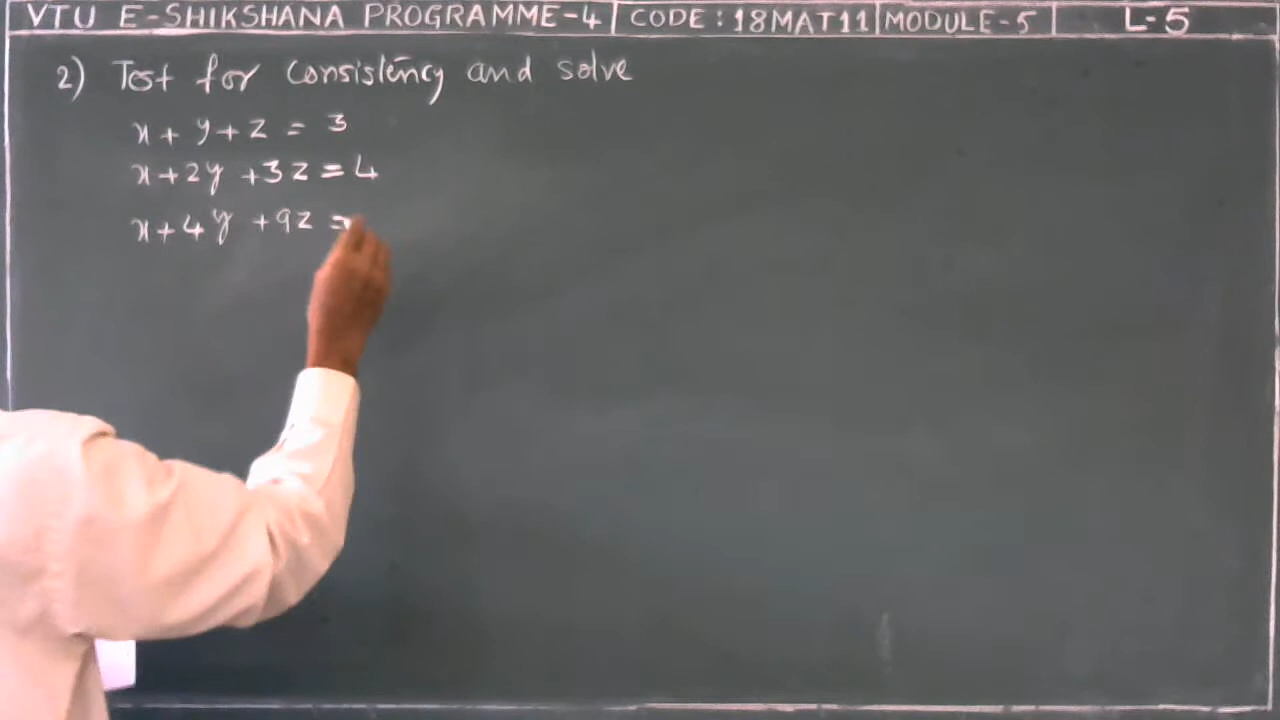 VTU E-SHIKSHANA PROGRAMME-4 CODE:18MAT11 MODULE-5 L-5
2) Test for consistency and solve
x + y + z = 3
x + 2y + 3z = 4
x + 4y + 9z =